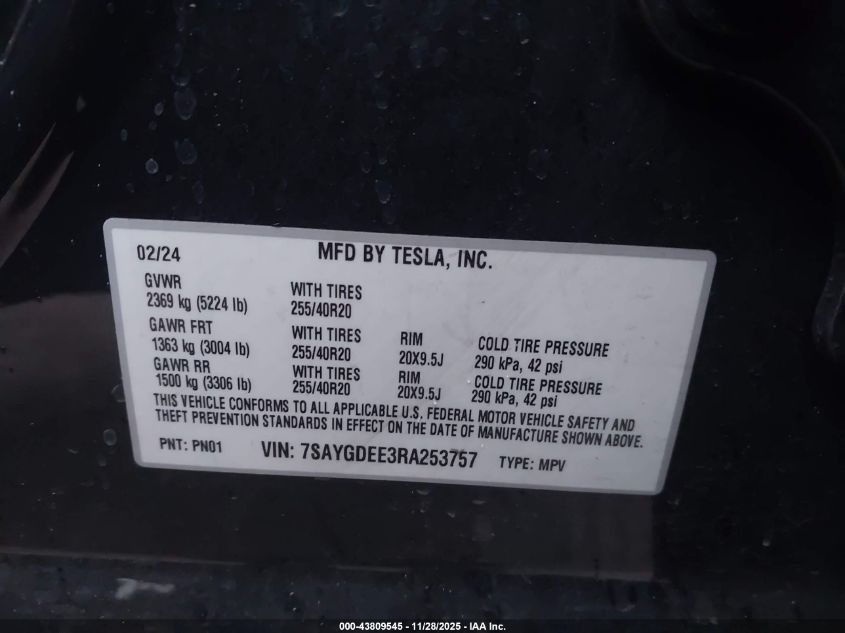 02/24 MFD BY TESLA, INC.
GVWR
2369 kg (5224 lb)
WITH TIRES
255/40R20
GAWR FRT
1363 kg (3004 lb)
WITH TIRES
255/40R20
RIM
20X9.5J
COLD TIRE PRESSURE
290 kPa, 42 psi
GAWR RR
1500 kg (3306 lb)
WITH TIRES
255/40R20
RIM
20X9.5J
COLD TIRE PRESSURE
290 kPa, 42 psi
THIS VEHICLE CONFORMS TO ALL APPLICABLE U.S. FEDERAL MOTOR VEHICLE SAFETY AND
THEFT PREVENTION STANDARDS IN EFFECT ON THE DATE OF MANUFACTURE SHOWN ABOVE.
PNT: PN01 VIN: 7SAYGDEE3RA253757 TYPE: MPV
000-43809545 - 11/28/2025 - IAA Inc.